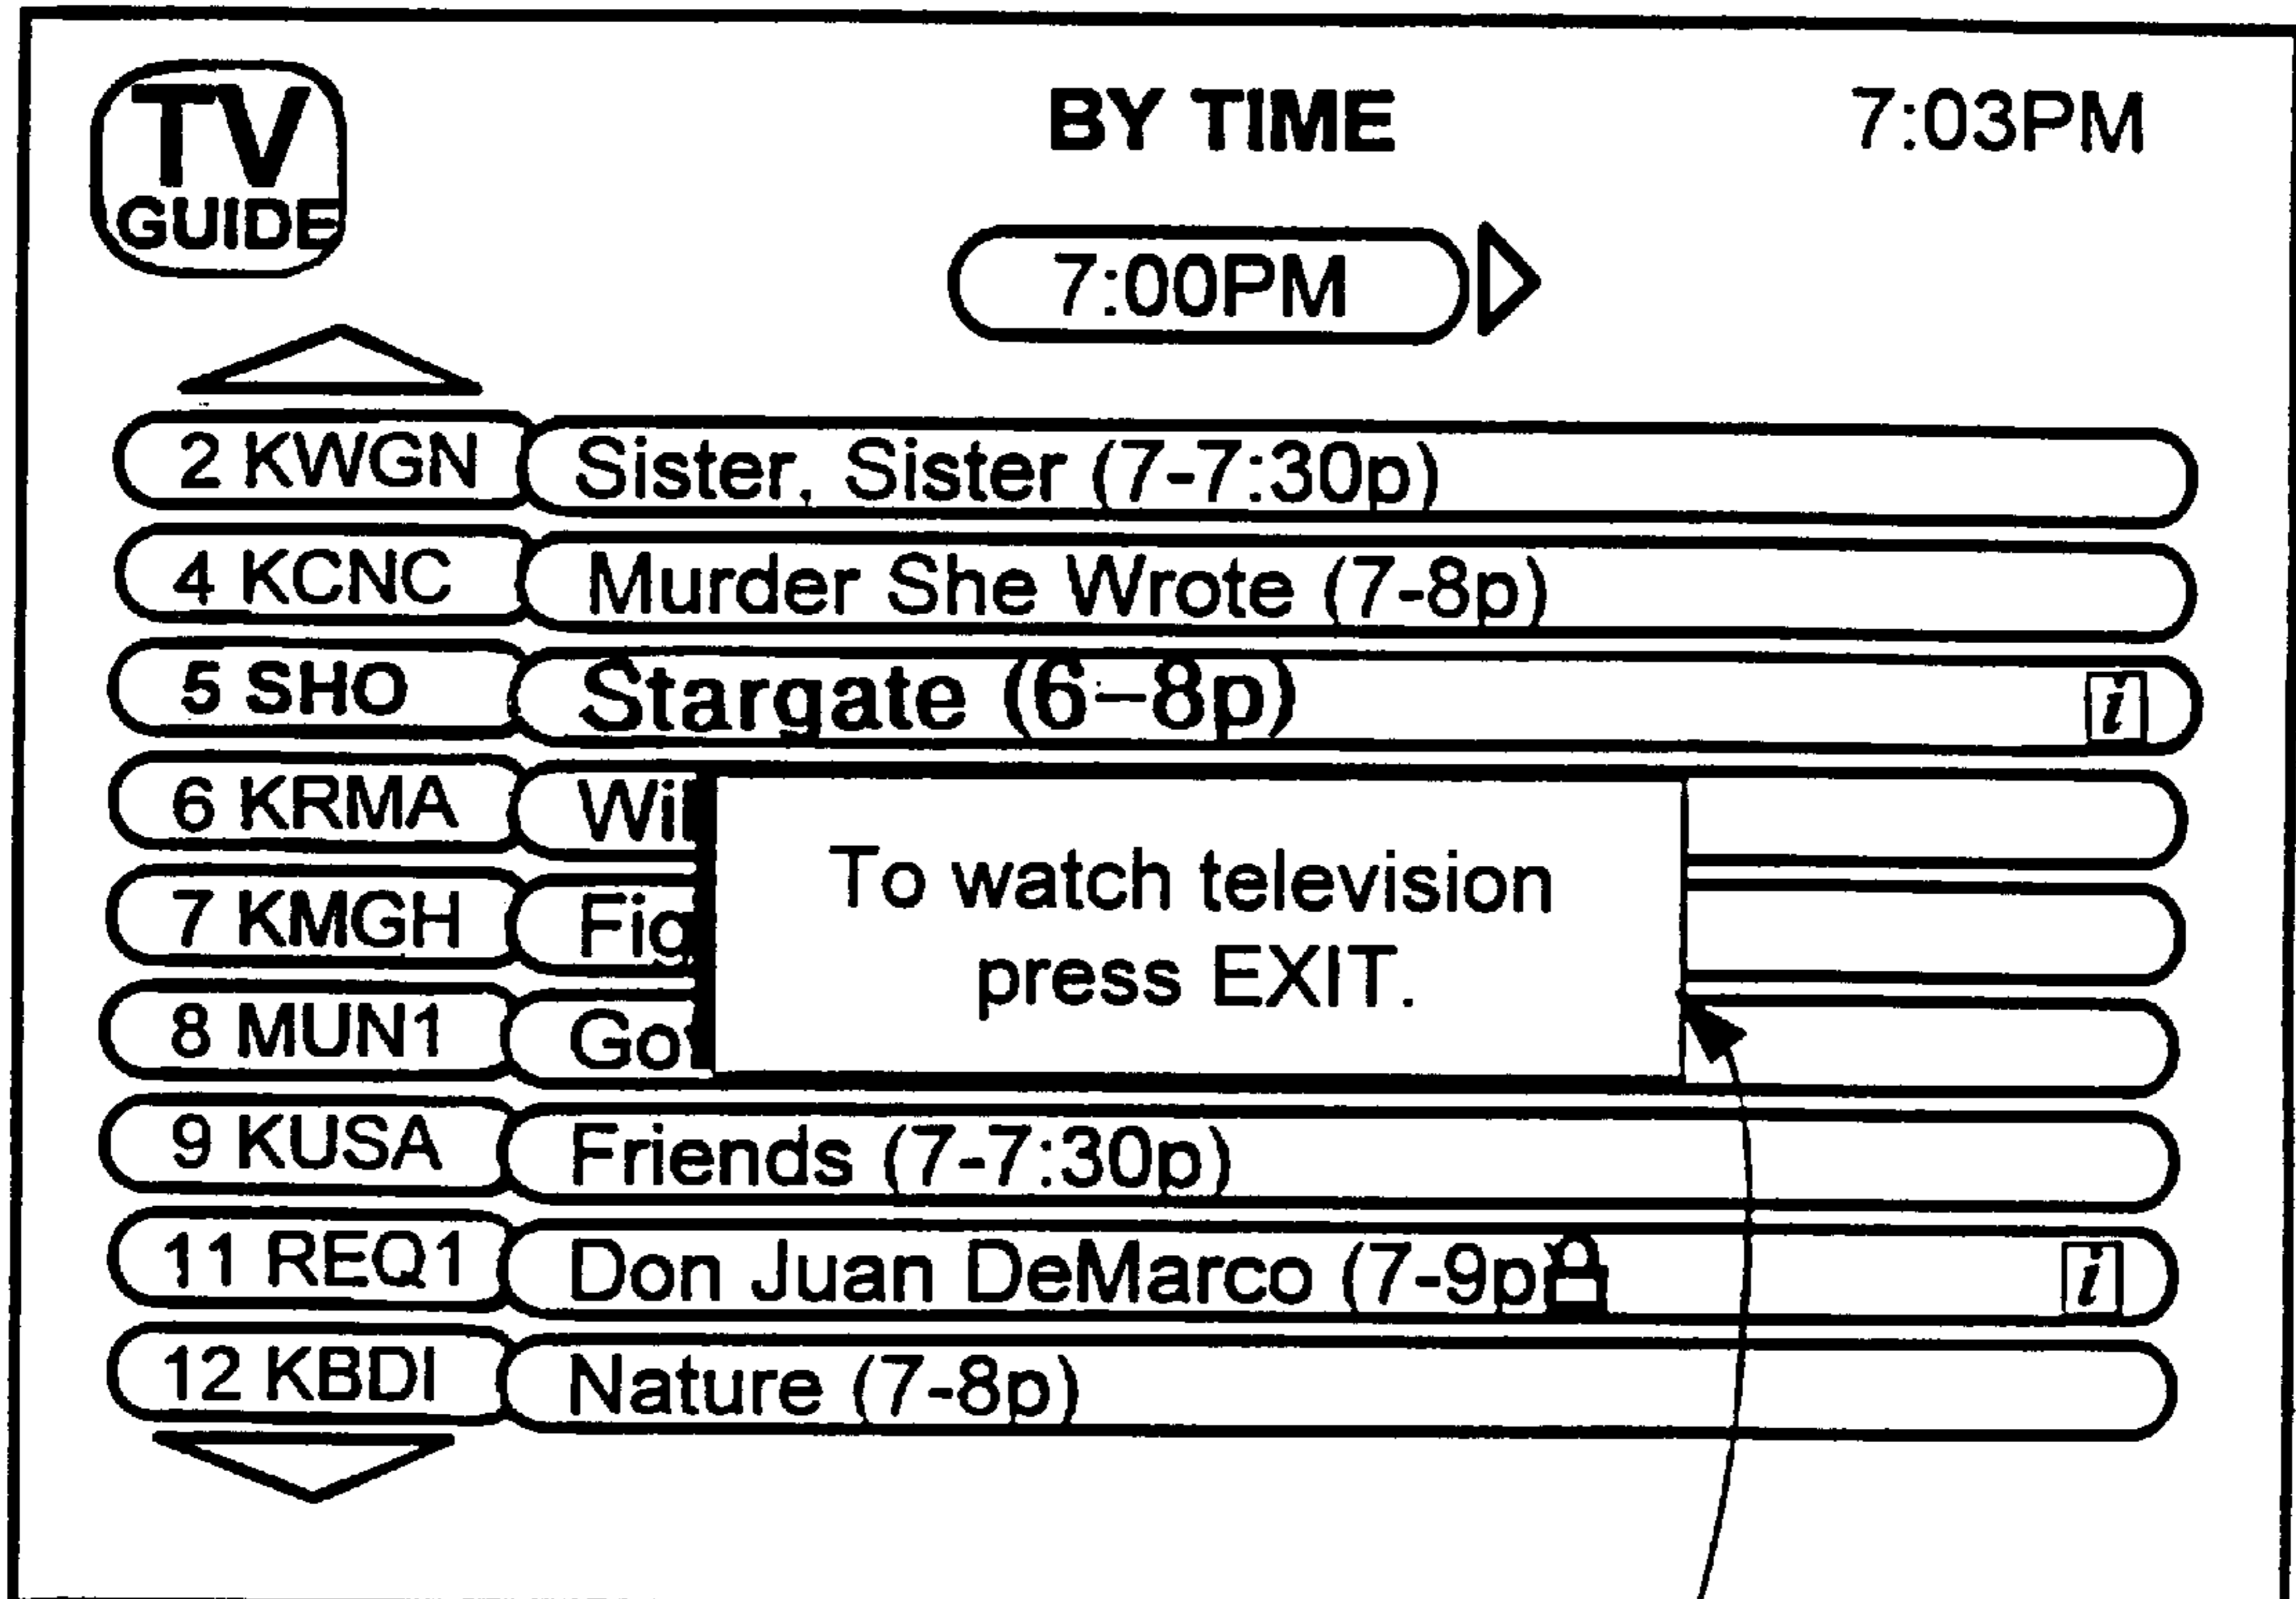 TV
GUIDE
BY TIME
7:03PM
7:00PM
2 KWGN Sister, Sister (7-7:30p)
4 KCNC Murder She Wrote (7-8p)
5 SHO Stargate (6–8p) i
6 KRMA
7 KMGH
8 MUN1
To watch television
press EXIT.
9 KUSA Friends (7-7:30p)
11 REQ1 Don Juan DeMarco (7-9p i
12 KBDI Nature (7-8p)